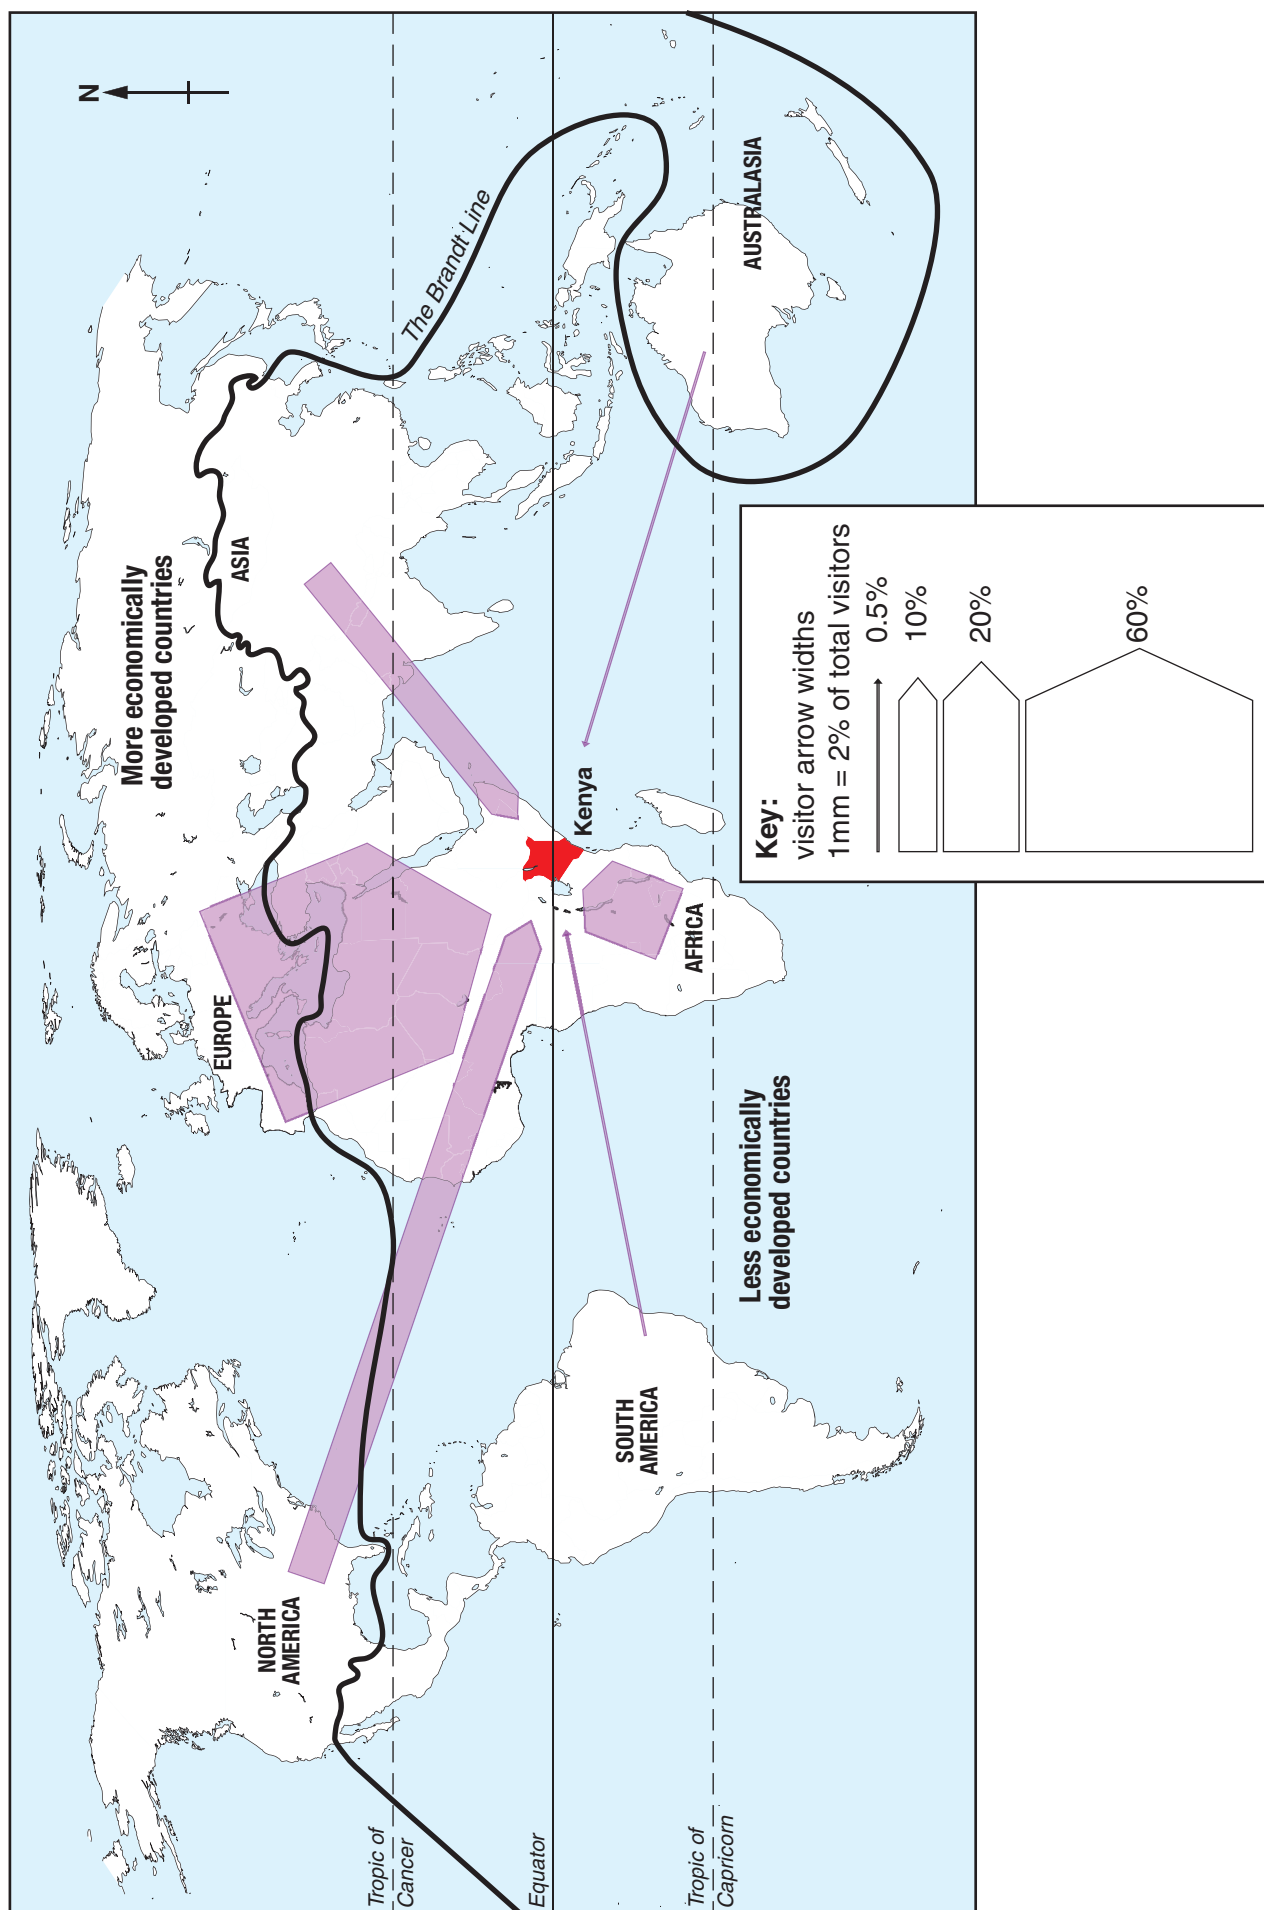 N
More economically
developed countries
EUROPE
ASIA
NORTH
AMERICA
The Brandt Line
Tropic of
Cancer
Equator
Kenya
SOUTH
AMERICA
AFRICA
AUSTRALASIA
Tropic of
Capricorn
Less economically
developed countries
Key:
visitor arrow widths
1mm = 2% of total visitors
0.5%
10%
20%
60%